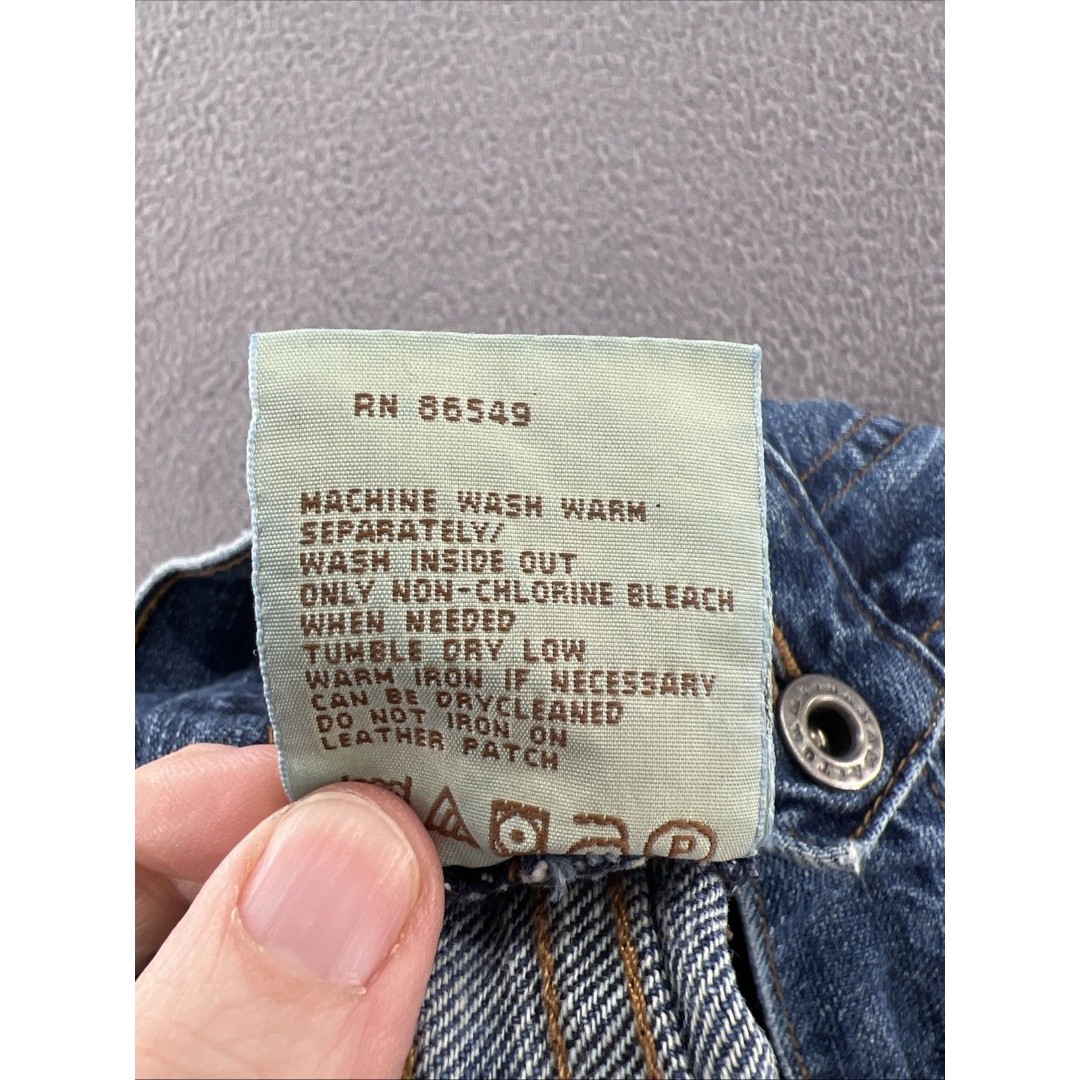 RN 86549
MACHINE WASH WARM
SEPARATELY/
WASH INSIDE OUT
ONLY NON-CHLORINE BLEACH
WHEN NEEDED
TUMBLE DRY LOW
WARM IRON IF NECESSARY
CAN BE DRYCLEANED
DO NOT IRON ON
LEATHER PATCH
P